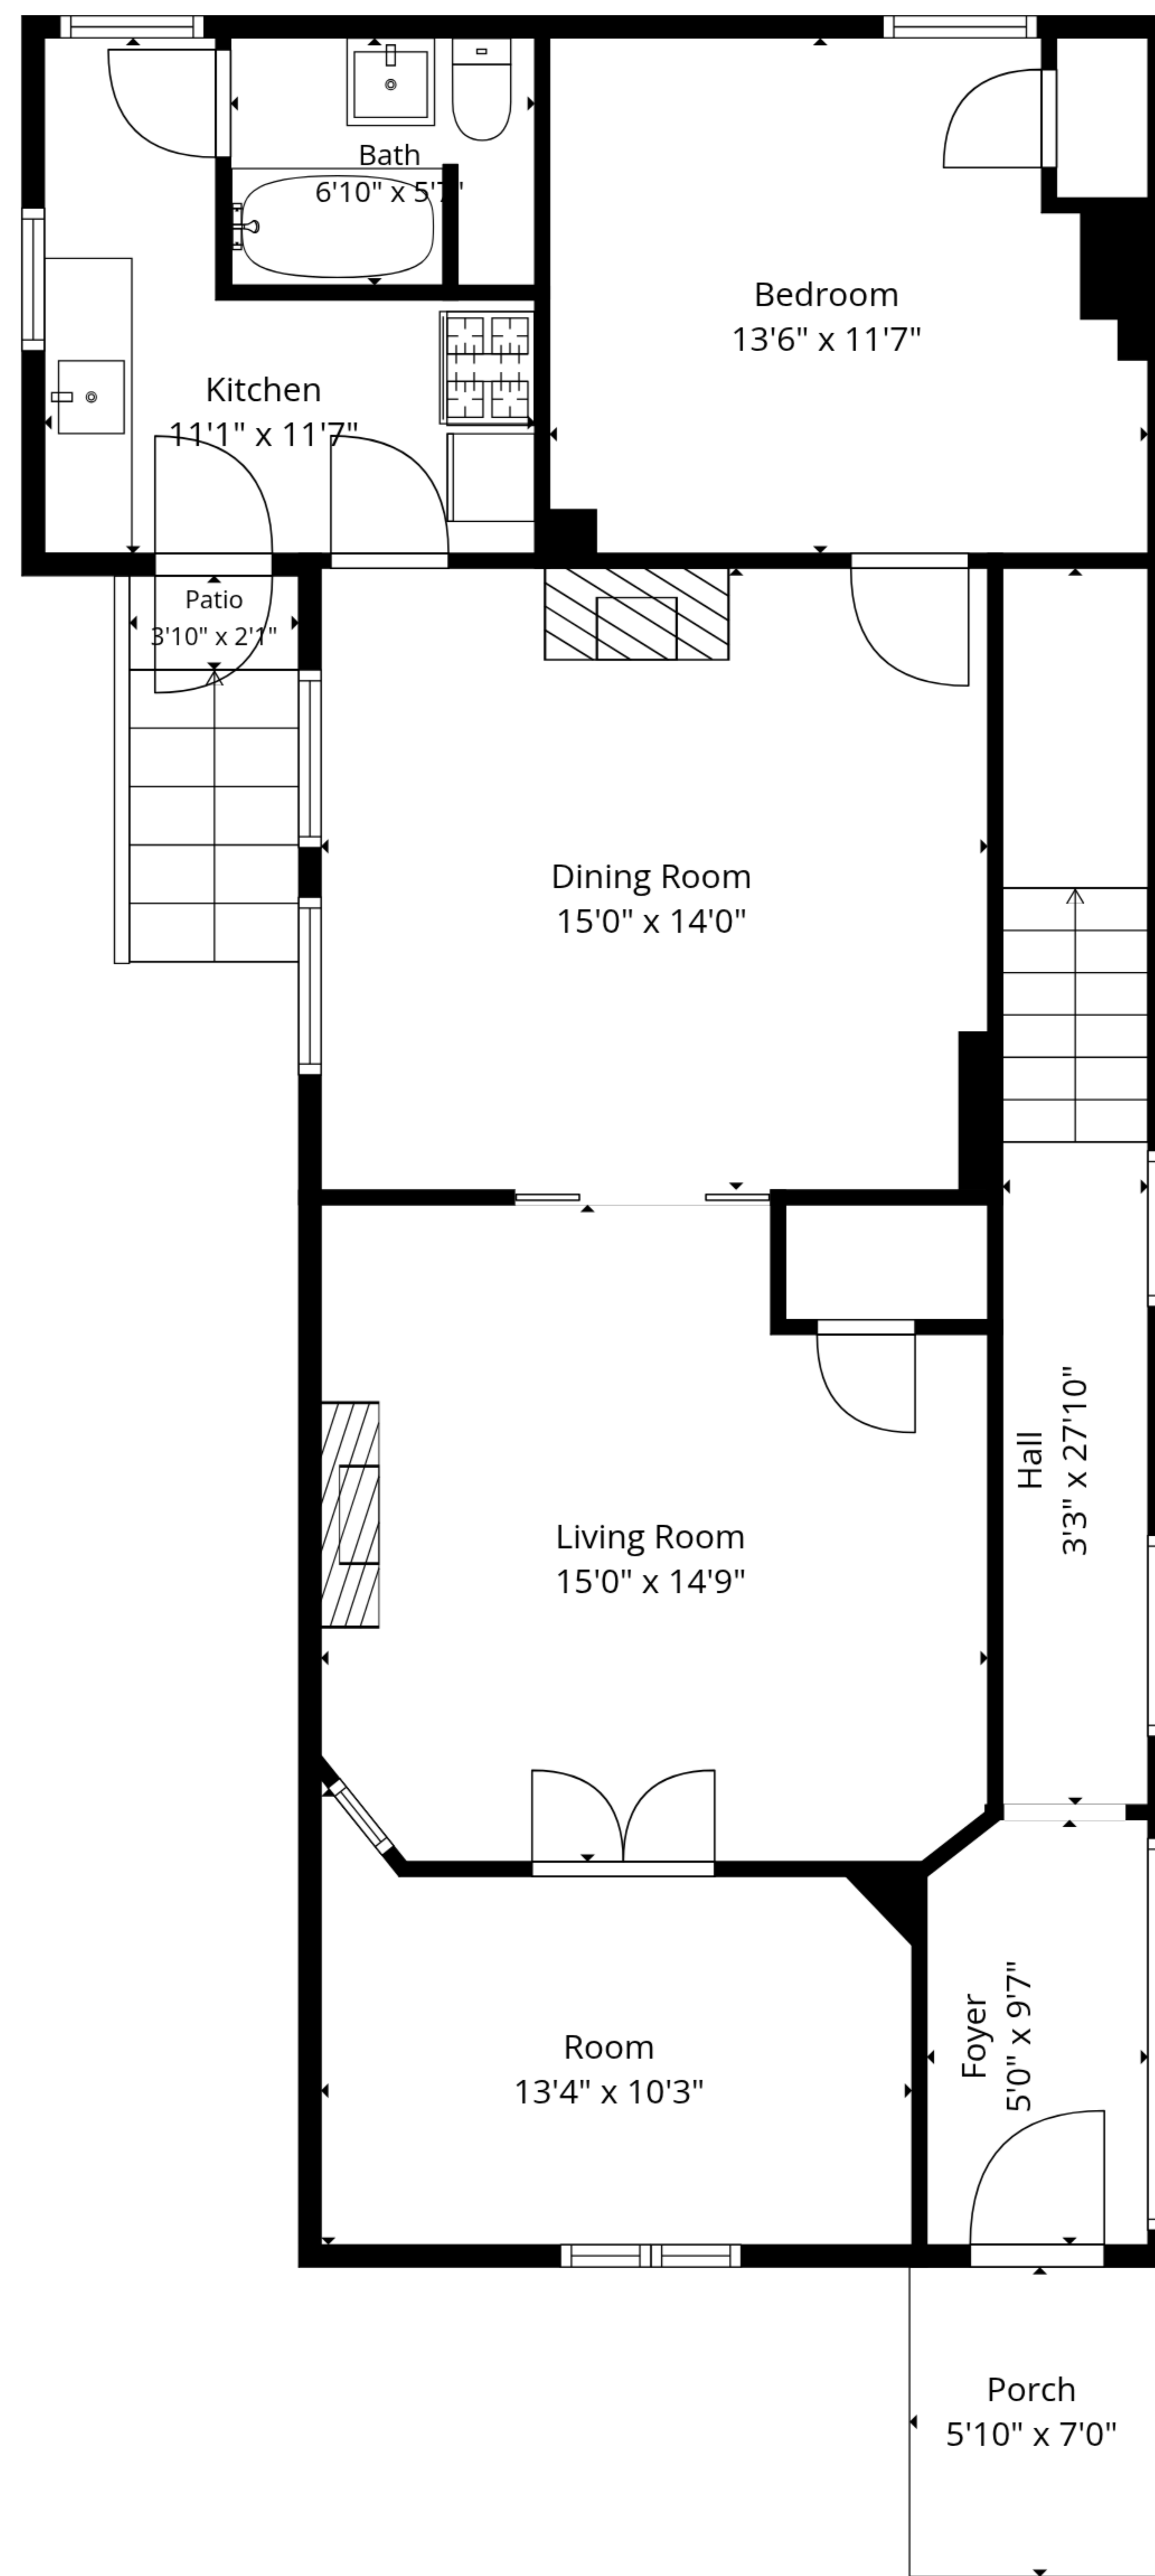 Bath
6'10" x 5'7"
Bedroom
13'6" x 11'7"
Kitchen
11'1" x 11'7"
Patio
3'10" x 2'1"
Dining Room
15'0" x 14'0"
Hall
3'3" x 27'10"
Living Room
15'0" x 14'9"
Foyer
5'0" x 9'7"
Room
13'4" x 10'3"
Porch
5'10" x 7'0"